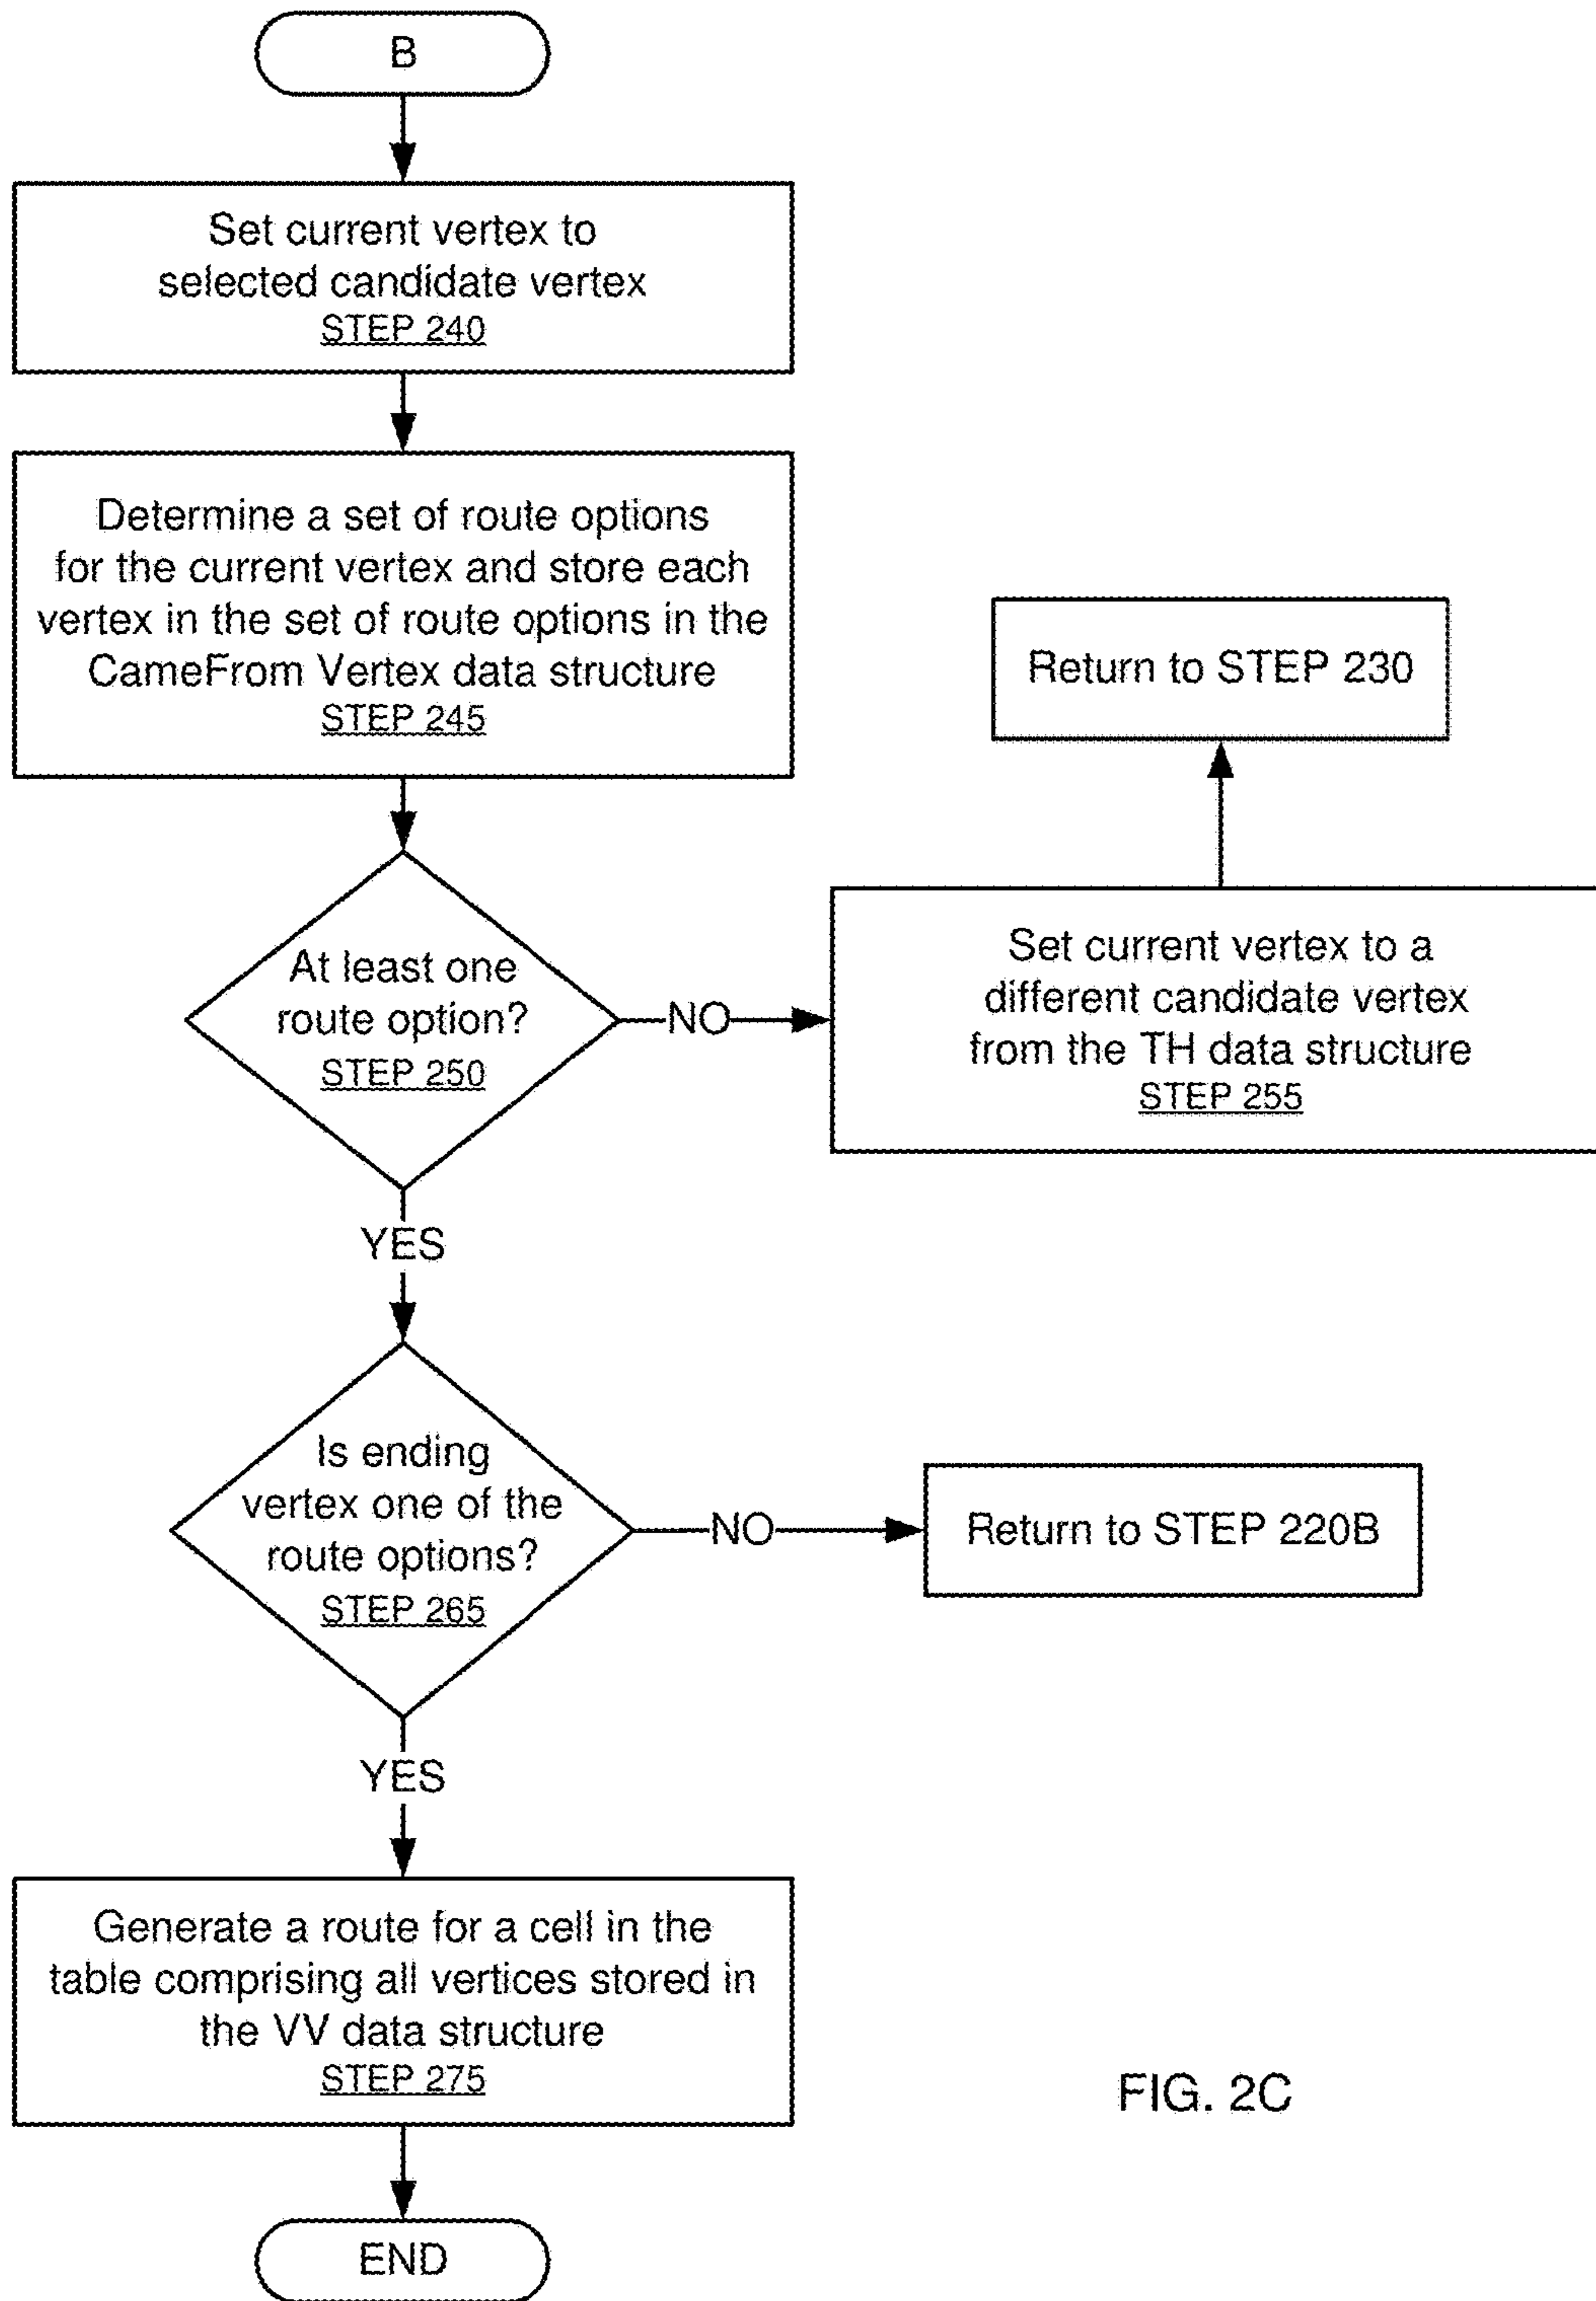 B
Set current vertex to
selected candidate vertex
STEP 240
Determine a set of route options
for the current vertex and store each
vertex in the set of route options in the
CameFrom Vertex data structure
STEP 245
Return to STEP 230
At least one
route option?
STEP 250
NO
Set current vertex to a
different candidate vertex
from the TH data structure
STEP 255
YES
Is ending
vertex one of the
route options?
STEP 265
NO
Return to STEP 220B
YES
Generate a route for a cell in the
table comprising all vertices stored in
the VV data structure
STEP 275
FIG. 2C
END